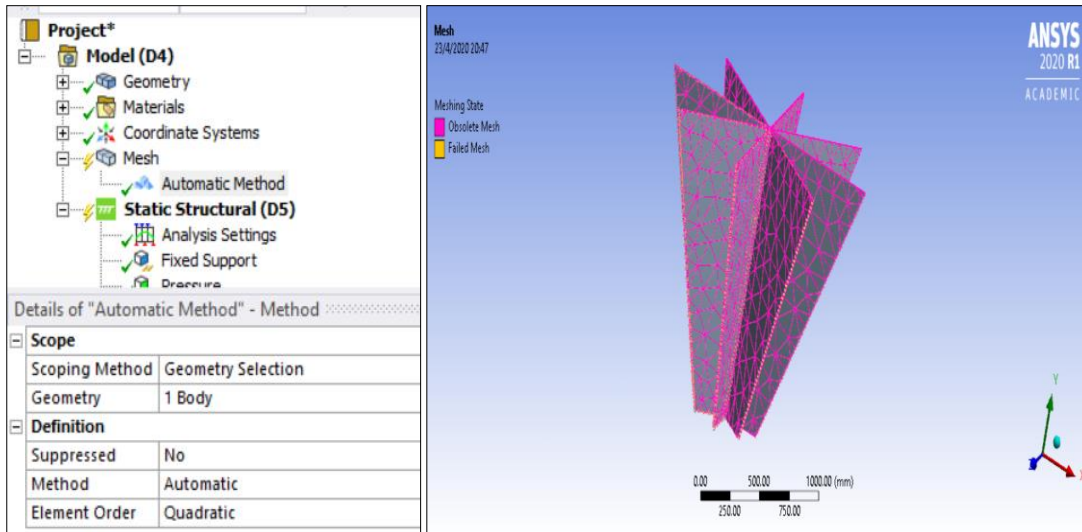 Project*
Model (D4)
Geometry
Materials
Coordinate Systems
Mesh
Automatic Method
Static Structural (D5)
Analysis Settings
Fixed Support
Pressure
Details of "Automatic Method" - Method
Scope
Scoping Method Geometry Selection
Geometry 1 Body
Definition
Suppressed No
Method Automatic
Element Order Quadratic
Mesh
23/4/2020 20:47
Meshing State
Obsolete Mesh
Failed Mesh
ANSYS
2020 R1
ACADEMIC
Y
X
0.00 500.00 1000.00 (mm)
250.00 750.00